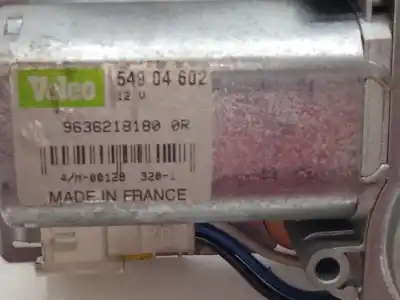 Valeo
549 04 602
12 V
9636218180 0R
4/M-00128 320-1
MADE IN FRANCE